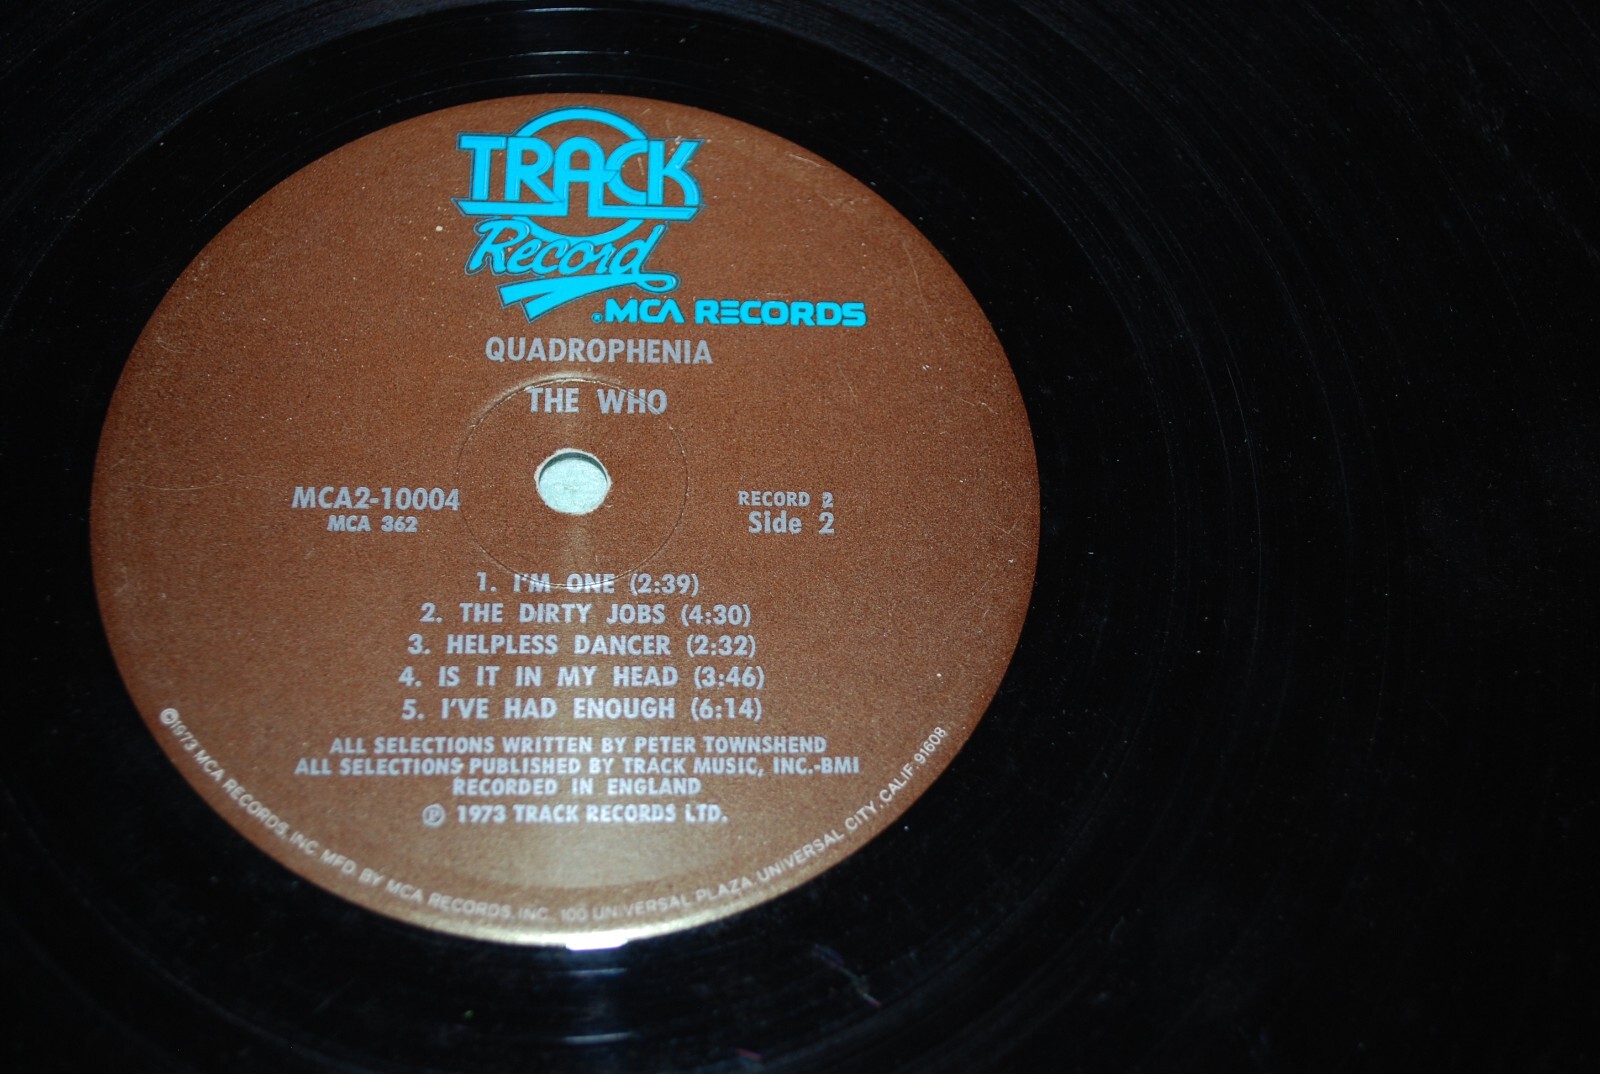 TRACK
Record
® MCA RECORDS
QUADROPHENIA
THE WHO
MCA2-10004
MCA 362
RECORD 2
Side 2
1. I'M ONE (2:39)
2. THE DIRTY JOBS (4:30)
3. HELPLESS DANCER (2:32)
4. IS IT IN MY HEAD (3:46)
5. I'VE HAD ENOUGH (6:14)
ALL SELECTIONS WRITTEN BY PETER TOWNSHEND
ALL SELECTIONS PUBLISHED BY TRACK MUSIC, INC.-BMI
RECORDED IN ENGLAND
℗ 1973 TRACK RECORDS LTD.
©1973 MCA RECORDS, INC. MFD. BY MCA RECORDS, INC. 100 UNIVERSAL PLAZA, UNIVERSAL CITY, CALIF. 91608